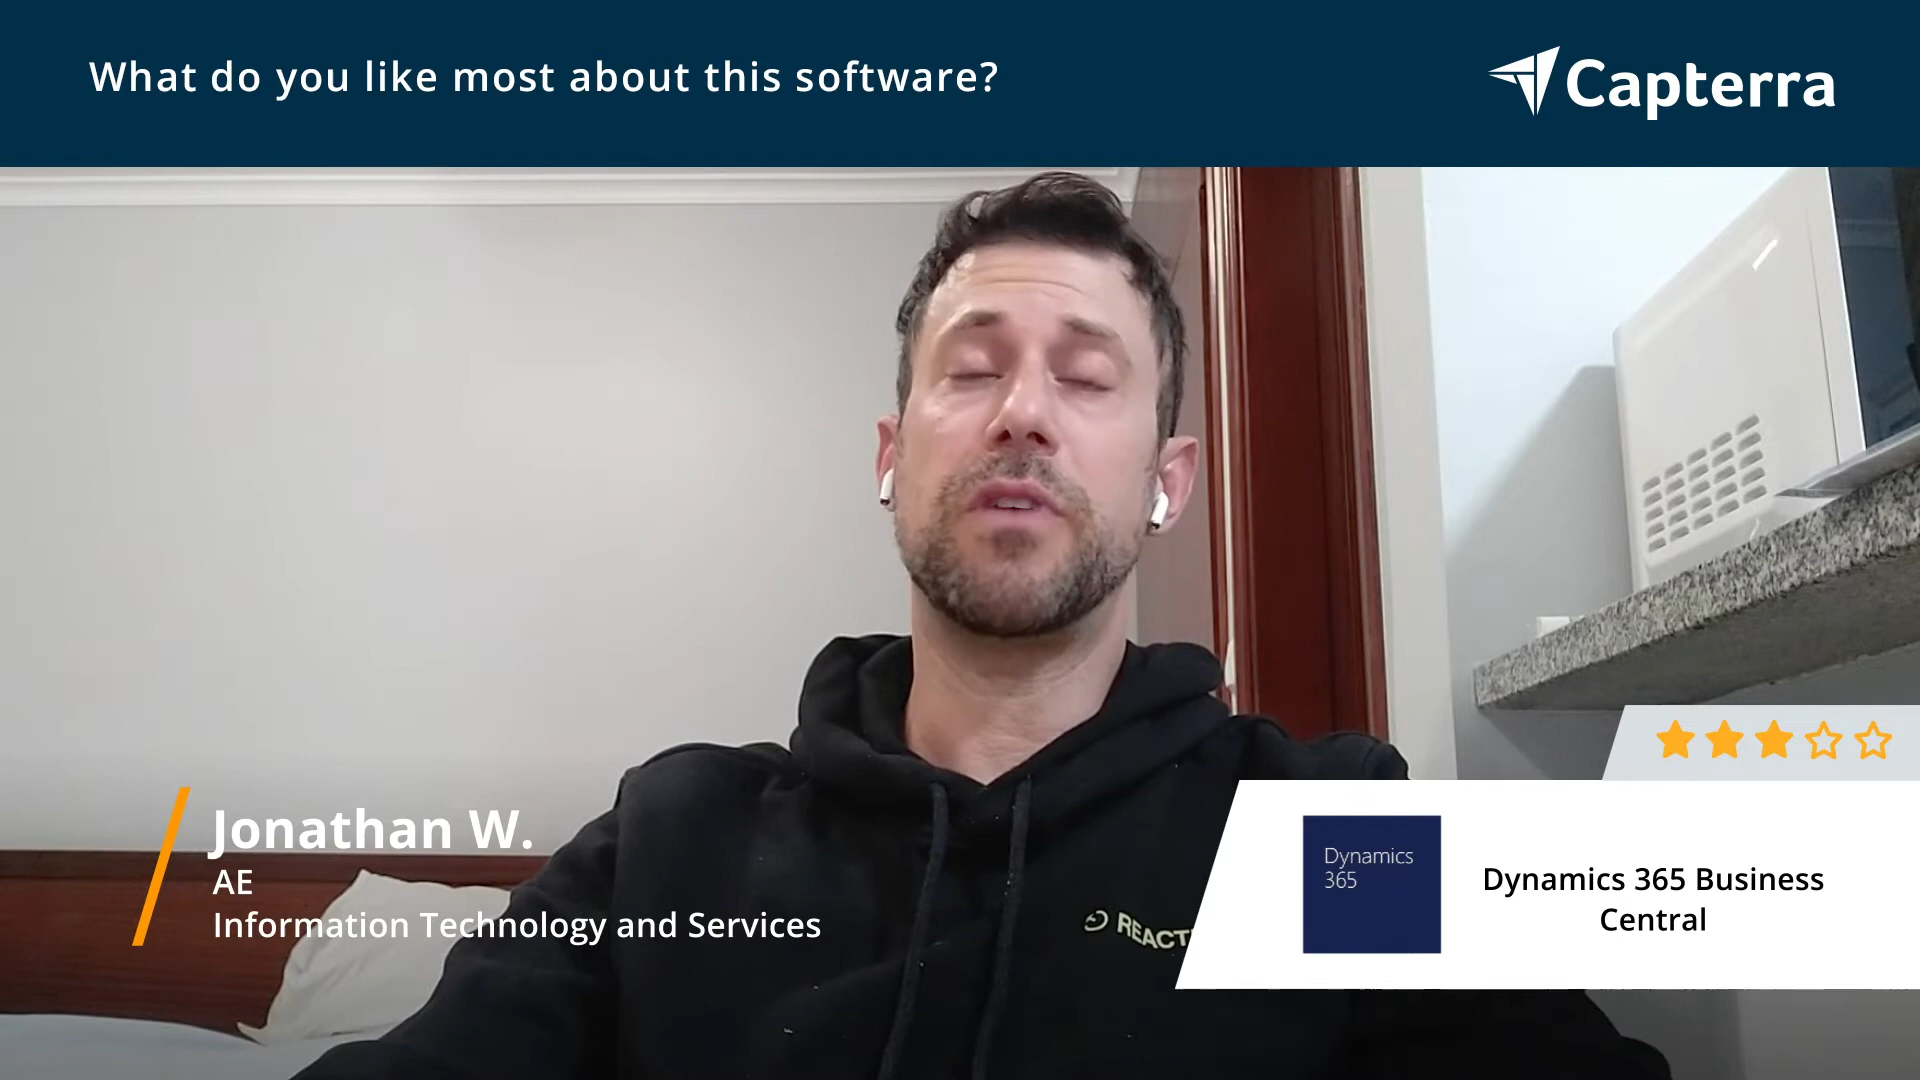 What do you like most about this software?
Capterra
Jonathan W.
AE
Information Technology and Services
REACT
Dynamics
365
Dynamics 365 Business
Central